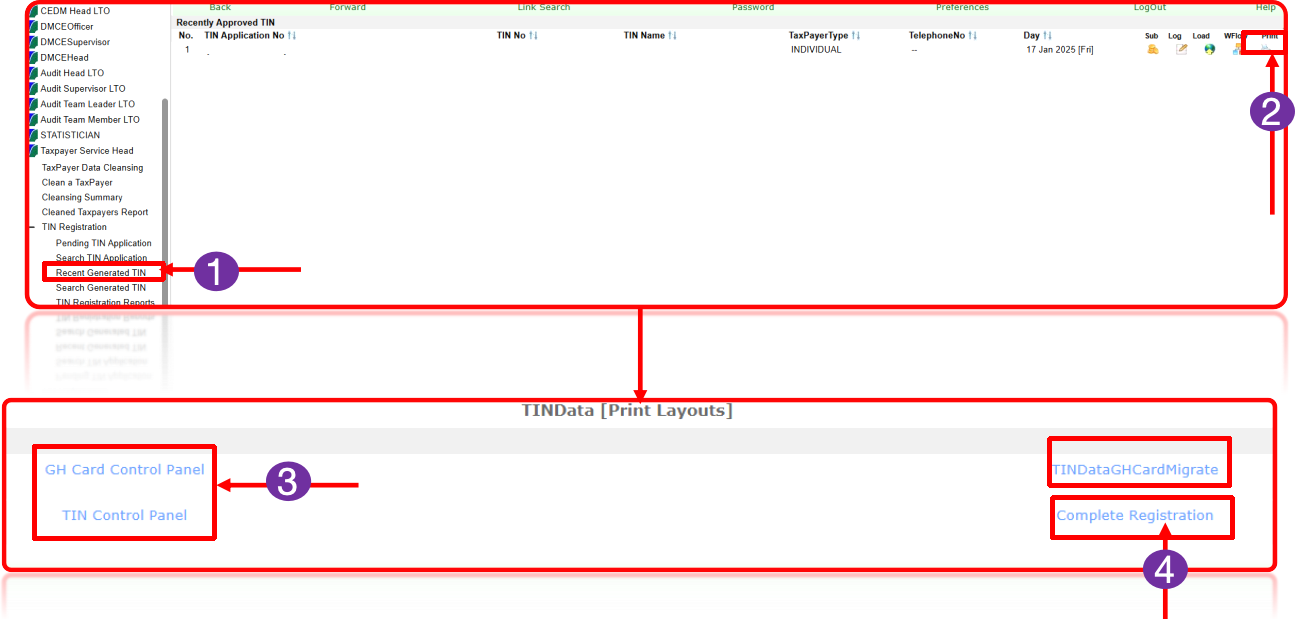 Back Forward Link Search Password Preferences LogOut Help
CEDM Head LTO
DMCEOfficer
DMCESupervisor
DMCEHead
Audit Head LTO
Audit Supervisor LTO
Audit Team Leader LTO
Audit Team Member LTO
STATISTICIAN
Taxpayer Service Head
TaxPayer Data Cleansing
Clean a TaxPayer
Cleansing Summary
Cleaned Taxpayers Report
TIN Registration
Pending TIN Application
Search TIN Application
Recent Generated TIN
Search Generated TIN
TIN Registration Reports
Recently Approved TIN
No. TIN Application No ↑↓ TIN No ↑↓ TIN Name ↑↓ TaxPayerType ↑↓ TelephoneNo ↑↓ Day ↑↓ Sub Log Load WFlow Print
1 INDIVIDUAL -- 17 Jan 2025 [Fri]
2
1
TINData [Print Layouts]
GH Card Control Panel TINDataGHCardMigrate
3
TIN Control Panel Complete Registration
4